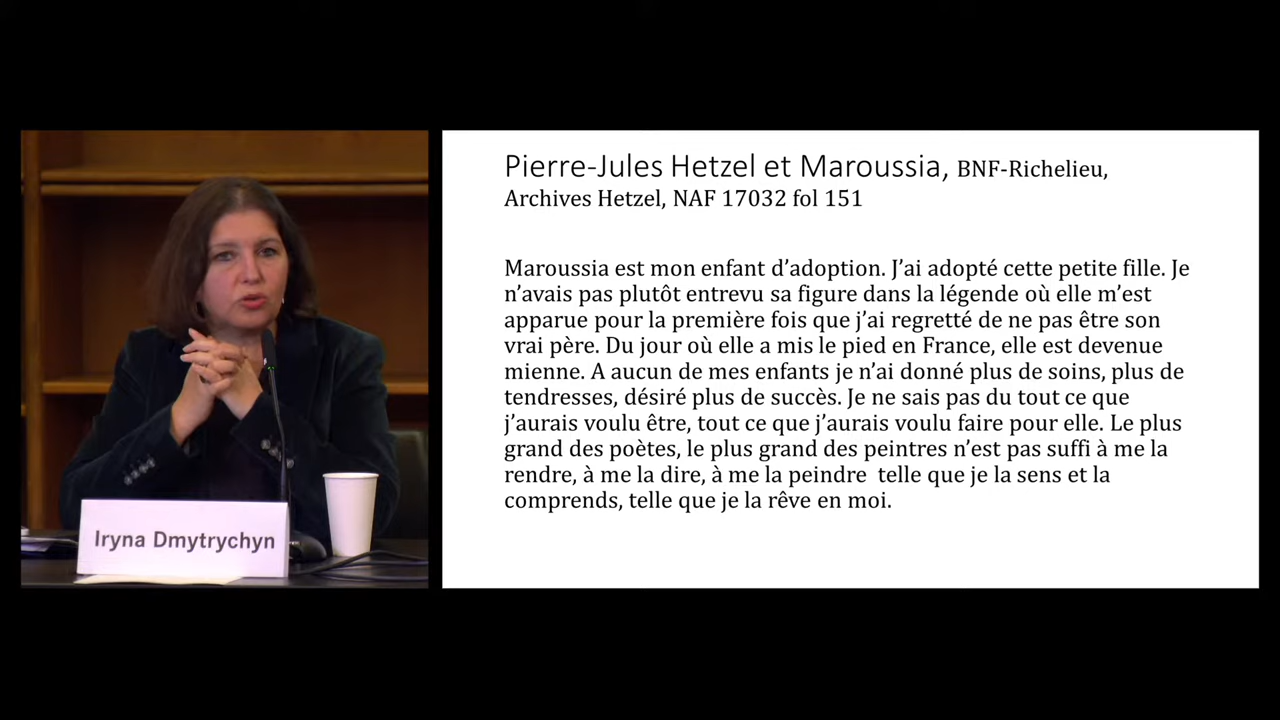 Pierre-Jules Hetzel et Maroussia, BNF-Richelieu,
Archives Hetzel, NAF 17032 fol 151
Maroussia est mon enfant d’adoption. J’ai adopté cette petite fille. Je
n’avais pas plutôt entrevu sa figure dans la légende où elle m’est
apparue pour la première fois que j’ai regretté de ne pas être son
vrai père. Du jour où elle a mis le pied en France, elle est devenue
mienne. A aucun de mes enfants je n’ai donné plus de soins, plus de
tendresses, désiré plus de succès. Je ne sais pas du tout ce que
j’aurais voulu être, tout ce que j’aurais voulu faire pour elle. Le plus
grand des poètes, le plus grand des peintres n’est pas suffi à me la
rendre, à me la dire, à me la peindre  telle que je la sens et la
comprends, telle que je la rêve en moi.
Iryna Dmytrychyn